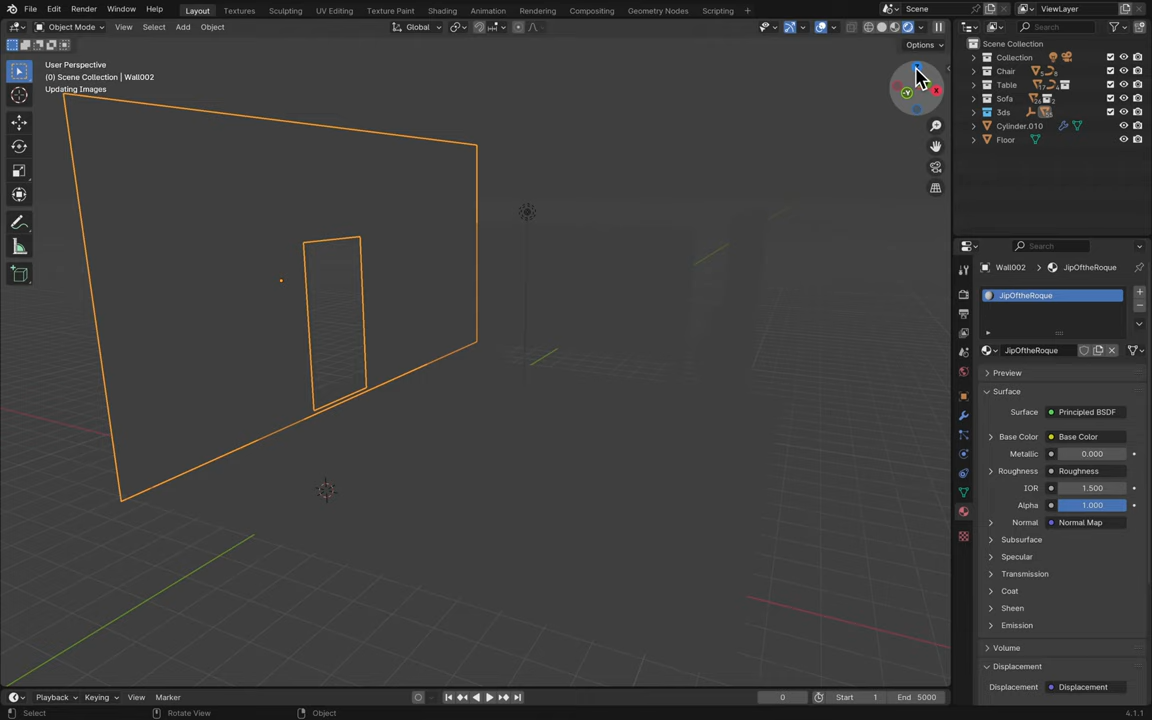 File Edit Render Window Help
Layout Textures Sculpting UV Editing Texture Paint Shading Animation Rendering Compositing Geometry Nodes Scripting
Scene
ViewLayer
Object Mode View Select Add Object
Global
Search
Options
User Perspective
(0) Scene Collection | Wall002
Updating Images
-Y
X
Scene Collection
Collection
Chair
Table
Sofa
3ds
Cylinder.010
Floor
Search
Wall002
JipOftheRoque
JipOftheRoque
JipOftheRoque
Preview
Surface
Surface Principled BSDF
Base Color Base Color
Metallic 0.000
Roughness Roughness
IOR 1.500
Alpha 1.000
Normal Normal Map
Subsurface
Specular
Transmission
Coat
Sheen
Emission
Volume
Displacement
Displacement Displacement
Playback Keying View Marker
0
Start 1
End 5000
Select Rotate View Object
4.1.1